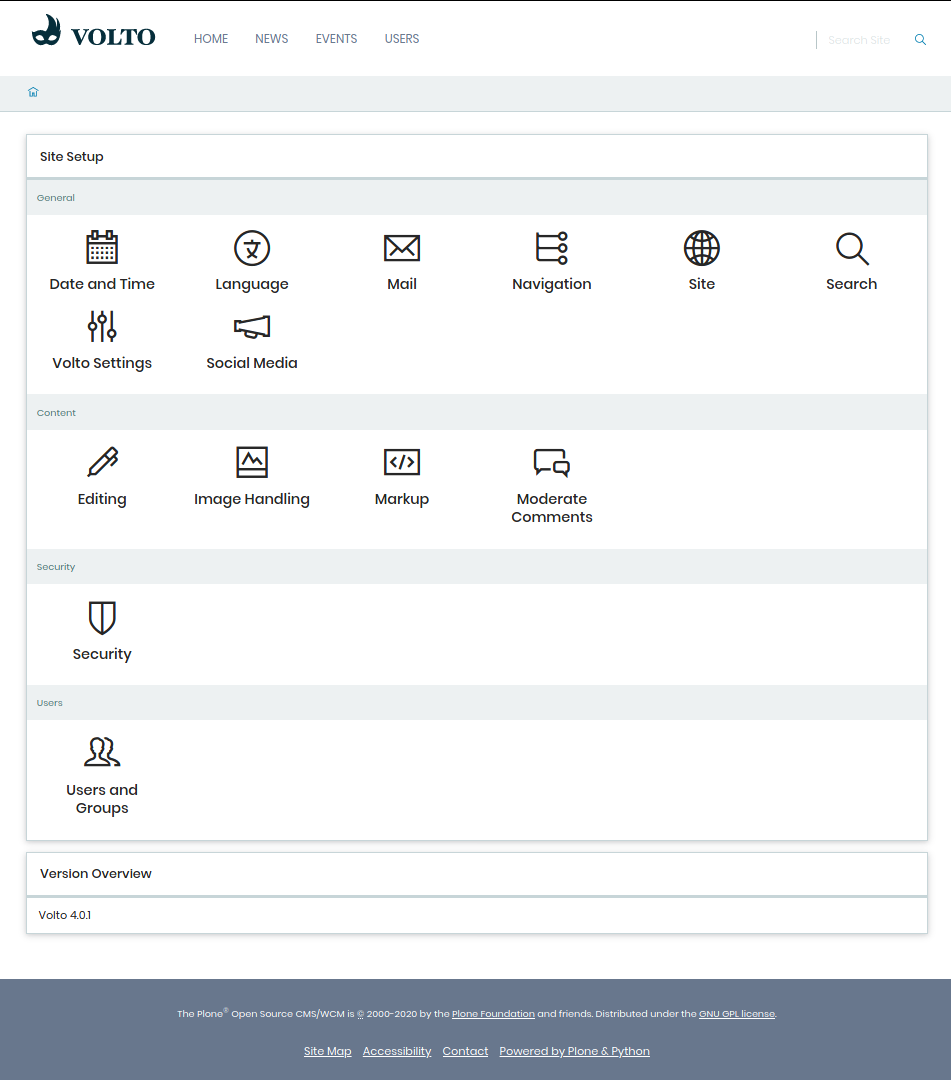 VOLTO
HOME NEWS EVENTS USERS
Search Site
Site Setup
General
Date and Time Language Mail Navigation Site Search
Volto Settings Social Media
Content
Editing Image Handling Markup Moderate
Comments
Security
Security
Users
Users and
Groups
Version Overview
Volto 4.0.1
The Plone® Open Source CMS/WCM is © 2000-2020 by the Plone Foundation and friends. Distributed under the GNU GPL license.
Site Map Accessibility Contact Powered by Plone & Python